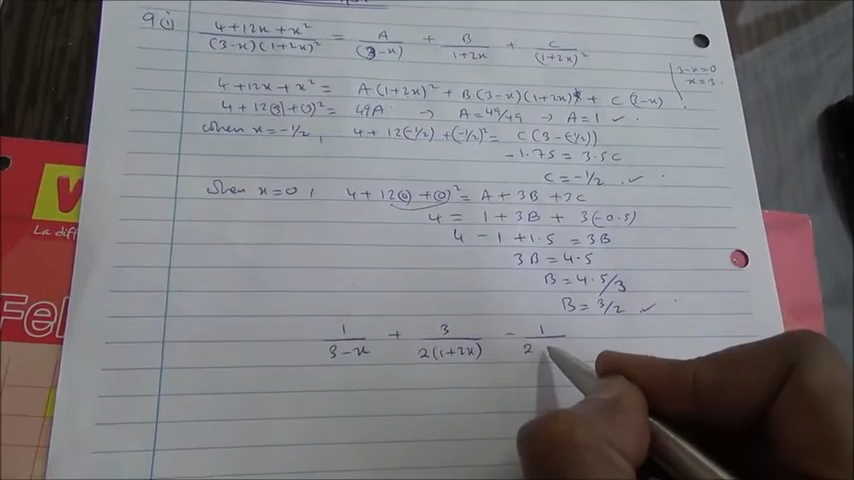 9 (i) (4+12x+x²)/((3-x)(1+2x)²) = A/(3-x) + B/(1+2x) + C/(1+2x)²
3-x=0
x=3.
4+12x+x² = A(1+2x)² + B(3-x)(1+2x) + C(3-x)
4+12(3)+(3)² = 49A → A=49/49 → A=1 ✓
when x=-1/2, 4+12(-1/2)+(-1/2)² = C(3-(-1/2))
-1.75 = 3.5C
C=-1/2 ✓
when x=0, 4+12(0)+(0)² = A+3B+3C
4 = 1+3B+3(-0.5)
4-1+1.5 = 3B
3B=4.5
B=4.5/3
B=3/2 ✓
1/(3-x) + 3/(2(1+2x)) - 1/2
La diff
Fel